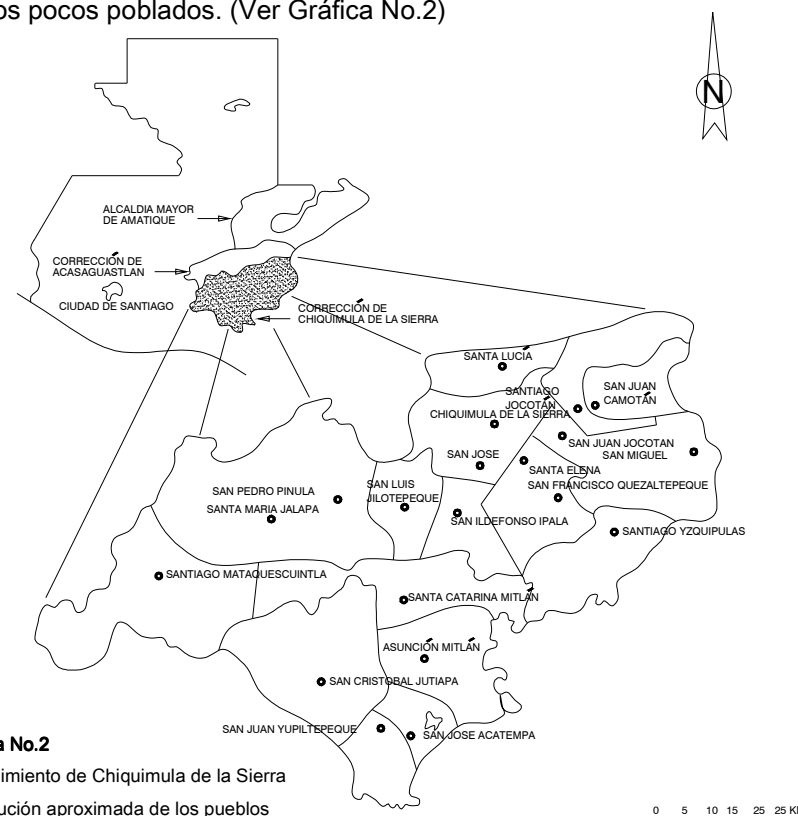 os pocos poblados. (Ver Gráfica No.2)
N
ALCALDIA MAYOR
DE AMATIQUE
CORRECCIÓN DE
ACASAGUASTLAN
CIUDAD DE SANTIAGO
CORRECCIÓN DE
CHIQUIMULA DE LA SIERRA
SANTA LUCIA
SANTIAGO
JOCOTÁN
SAN JUAN
CAMOTÁN
CHIQUIMULA DE LA SIERRA
SAN JUAN JOCOTAN
SAN MIGUEL
SAN JOSE
SANTA ELENA
SAN FRANCISCO QUEZALTEPEQUE
SAN PEDRO PINULA
SANTA MARIA JALAPA
SAN LUIS
JILOTEPEQUE
SAN ILDEFONSO IPALA
SANTIAGO YZQUIPULAS
SANTIAGO MATAQUESCUINTLA
SANTA CATARINA MITLÁN
ASUNCIÓN MITLÁN
SAN CRISTOBAL JUTIAPA
SAN JUAN YUPILTEPEQUE
SAN JOSE ACATEMPA
a No.2
imiento de Chiquimula de la Sierra
ución aproximada de los pueblos
0 5 10 15 25 25 K